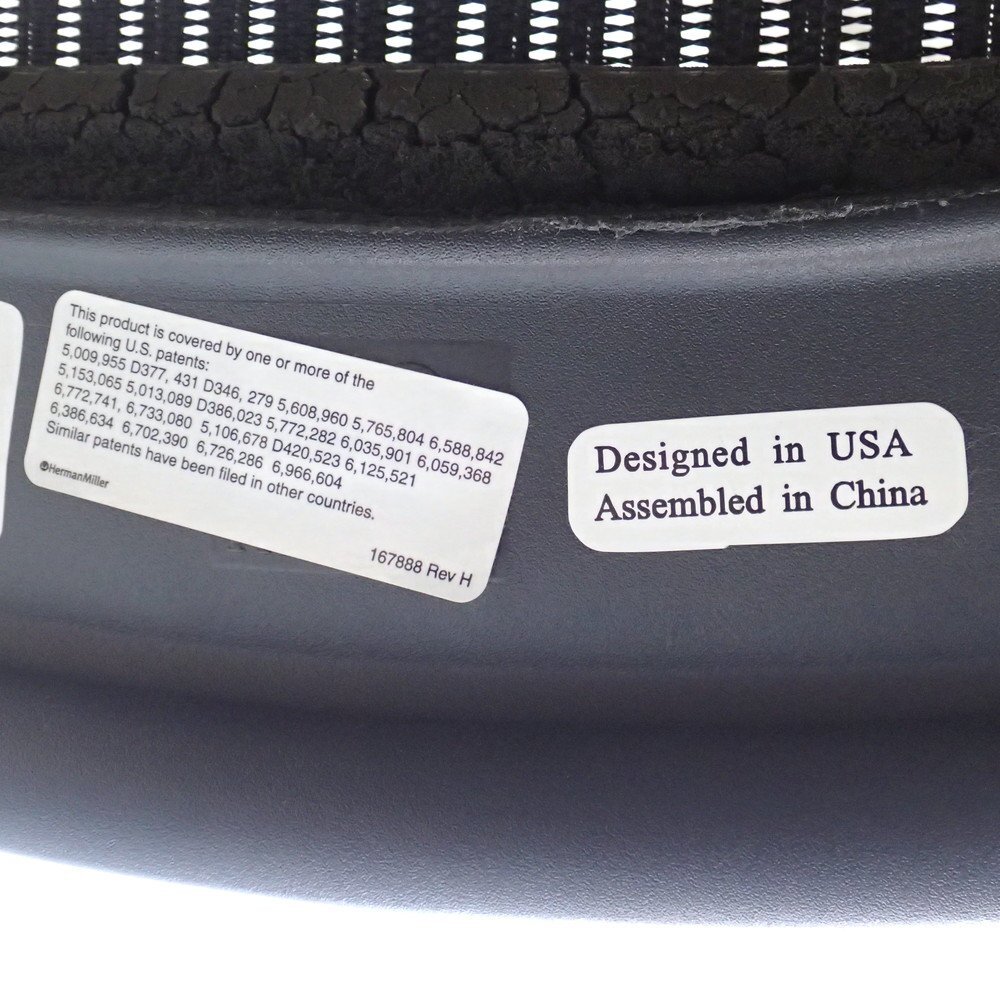 This product is covered by one or more of the
following U.S. patents:
5,009,955 D377, 431 D346, 279 5,608,960 5,765,804 6,588,842
5,153,065 5,013,089 D386,023 5,772,282 6,035,901 6,059,368
6,772,741, 6,733,080 5,106,678 D420,523 6,125,521
6,386,634 6,702,390 6,726,286 6,966,604
Similar patents have been filed in other countries.
HermanMiller
167888 Rev H
Designed in USA
Assembled in China